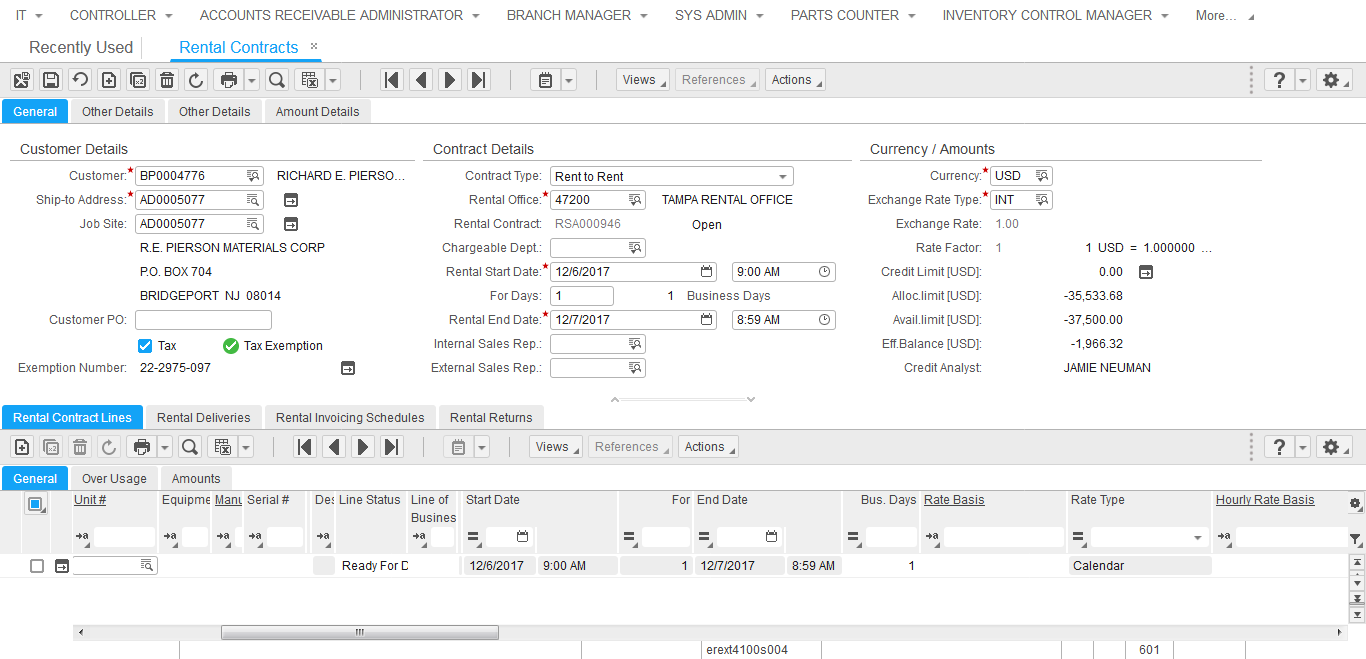 IT CONTROLLER ACCOUNTS RECEIVABLE ADMINISTRATOR BRANCH MANAGER SYS ADMIN PARTS COUNTER INVENTORY CONTROL MANAGER More...
Recently Used Rental Contracts ×
Views References Actions ?
General Other Details Other Details Amount Details
Customer Details Contract Details Currency / Amounts
Customer:* BP0004776 RICHARD E. PIERSO... Contract Type: Rent to Rent Currency:* USD
Ship-to Address:* AD0005077 Rental Office:* 47200 TAMPA RENTAL OFFICE Exchange Rate Type:* INT
Job Site: AD0005077 Rental Contract: RSA000946 Open Exchange Rate: 1.00
R.E. PIERSON MATERIALS CORP Chargeable Dept.: Rate Factor: 1 1 USD = 1.000000 ...
P.O. BOX 704 Rental Start Date:* 12/6/2017 9:00 AM Credit Limit [USD]: 0.00
BRIDGEPORT NJ 08014 For Days: 1 1 Business Days Alloc.limit [USD]: -35,533.68
Customer PO: Rental End Date:* 12/7/2017 8:59 AM Avail.limit [USD]: -37,500.00
Tax Tax Exemption Internal Sales Rep.: Eff.Balance [USD]: -1,966.32
Exemption Number: 22-2975-097 External Sales Rep.: Credit Analyst: JAMIE NEUMAN
Rental Contract Lines Rental Deliveries Rental Invoicing Schedules Rental Returns
Views References Actions ?
General Over Usage Amounts
Unit # Equipme Manu Serial # Des Line Status Line of Start Date For End Date Bus. Days Rate Basis Rate Type Hourly Rate Basis
Busines
Ready For D 12/6/2017 9:00 AM 1 12/7/2017 8:59 AM 1 Calendar
erext4100s004 601